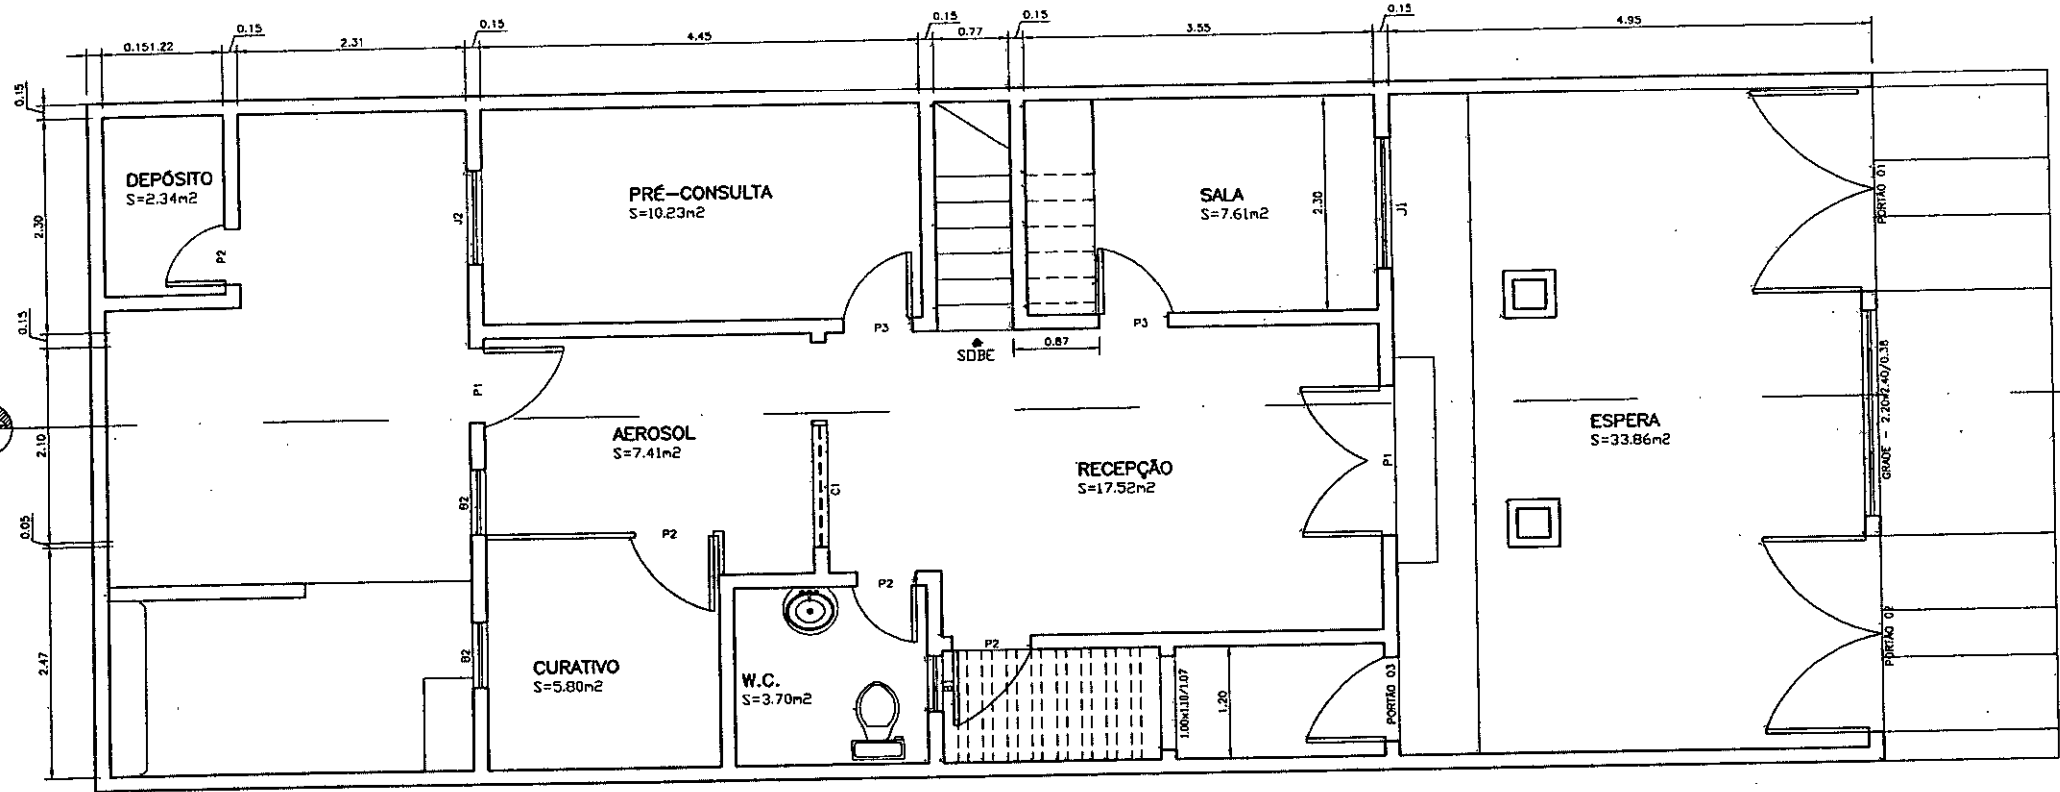 0.15
0.15
0.15
0.15
0.15
0.151.22
2.31
4.45
0.77
3.55
4.95
0.15
DEPÓSITO
S=2.34m2
P2
2.30
0.15
2.10
0.05
2.47
J2
PRÉ-CONSULTA
S=10.23m2
P3
SOBE
0.87
SALA
S=7.61m2
2.30
P3
J1
PORTÃO 01
P1
AEROSOL
S=7.41m2
B2
P2
C1
RECEPÇÃO
S=17.52m2
P1
ESPERA
S=33.86m2
GRADE - 2.20x2.40/0.38
PORTÃO 02
B2
CURATIVO
S=5.80m2
W.C.
S=3.70m2
P2
P2
B1
1.00x1.10/1.07
1.20
PORTÃO 03